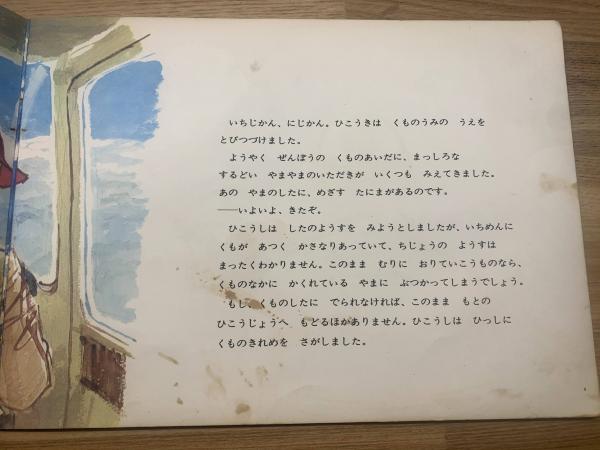 いちじかん、にじかん。ひこうきは　くものうみの　うえを
とびつづけました。
ようやく　ぜんぽうの　くものあいだに、まっしろな
するどい　やまやまのいただきが　いくつも　みえてきました。
あの　やまのしたに、めざす　たにまがあるのです。
──いよいよ、きたぞ。
ひこうしは　したのようすを　みようとしましたが、いちめんに
くもが　あつく　かさなりあっていて、ちじょうの　ようすは
まったくわかりません。このまま　むりに　おりていこうものなら、
くものなかに　かくれている　やまに　ぶつかってしまうでしょう。
もし、くものしたに　でられなければ、このまま　もとの
ひこうじょうへ　もどるほかありません。ひこうしは　ひっしに
くものきれめを　さがしました。